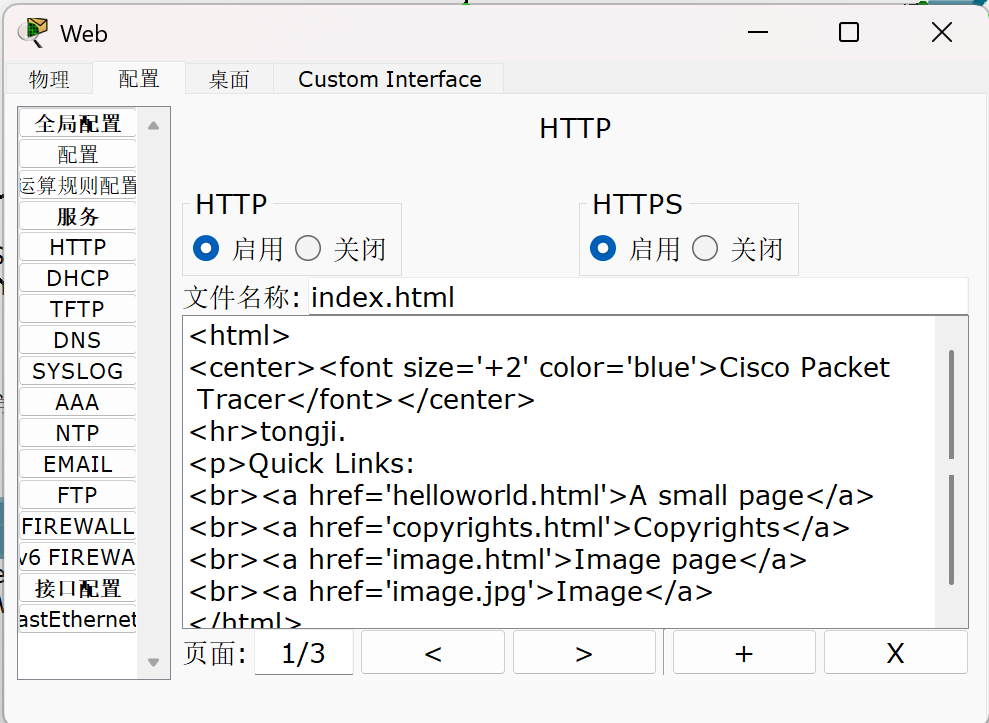 Web
物理 配置 桌面 Custom Interface
全局配置
配置
运算规则配置
服务
HTTP
DHCP
TFTP
DNS
SYSLOG
AAA
NTP
EMAIL
FTP
FIREWALL
v6 FIREWA
接口配置
astEthernet
HTTP
HTTP
启用 关闭
HTTPS
启用 关闭
文件名称: index.html
<html>
<center><font size='+2' color='blue'>Cisco Packet
Tracer</font></center>
<hr>tongji.
<p>Quick Links:
<br><a href='helloworld.html'>A small page</a>
<br><a href='copyrights.html'>Copyrights</a>
<br><a href='image.html'>Image page</a>
<br><a href='image.jpg'>Image</a>
</html>
页面: 1/3 < > + X